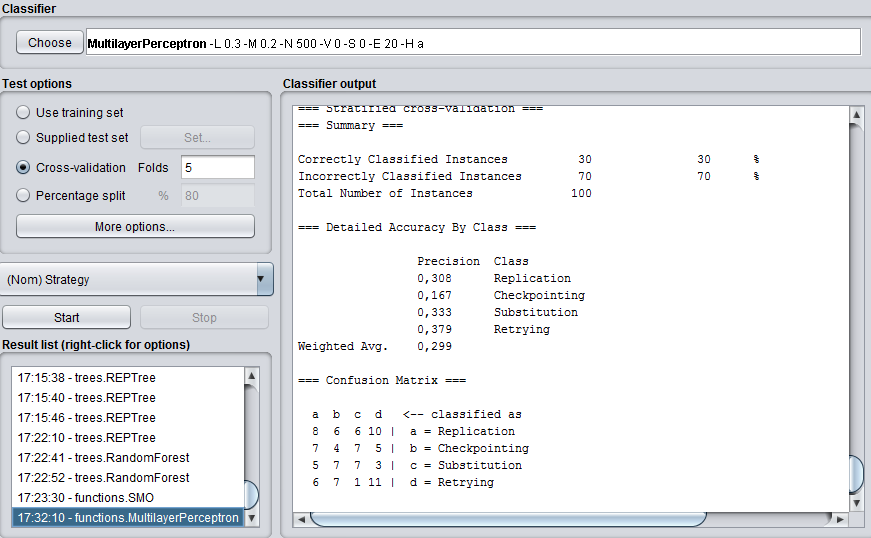 Classifier
Choose MultilayerPerceptron -L 0.3 -M 0.2 -N 500 -V 0 -S 0 -E 20 -H a
Test options
Use training set
Supplied test set Set...
Cross-validation Folds 5
Percentage split % 80
More options...
(Nom) Strategy
Start Stop
Result list (right-click for options)
17:15:38 - trees.REPTree
17:15:40 - trees.REPTree
17:15:46 - trees.REPTree
17:22:10 - trees.REPTree
17:22:41 - trees.RandomForest
17:22:52 - trees.RandomForest
17:23:30 - functions.SMO
17:32:10 - functions.MultilayerPerceptron
Classifier output
=== Stratified cross-validation ===
=== Summary ===
Correctly Classified Instances 30 30 %
Incorrectly Classified Instances 70 70 %
Total Number of Instances 100
=== Detailed Accuracy By Class ===
Precision Class
0,308 Replication
0,167 Checkpointing
0,333 Substitution
0,379 Retrying
Weighted Avg. 0,299
=== Confusion Matrix ===
a b c d <-- classified as
8 6 6 10 | a = Replication
7 4 7 5 | b = Checkpointing
5 7 7 3 | c = Substitution
6 7 1 11 | d = Retrying